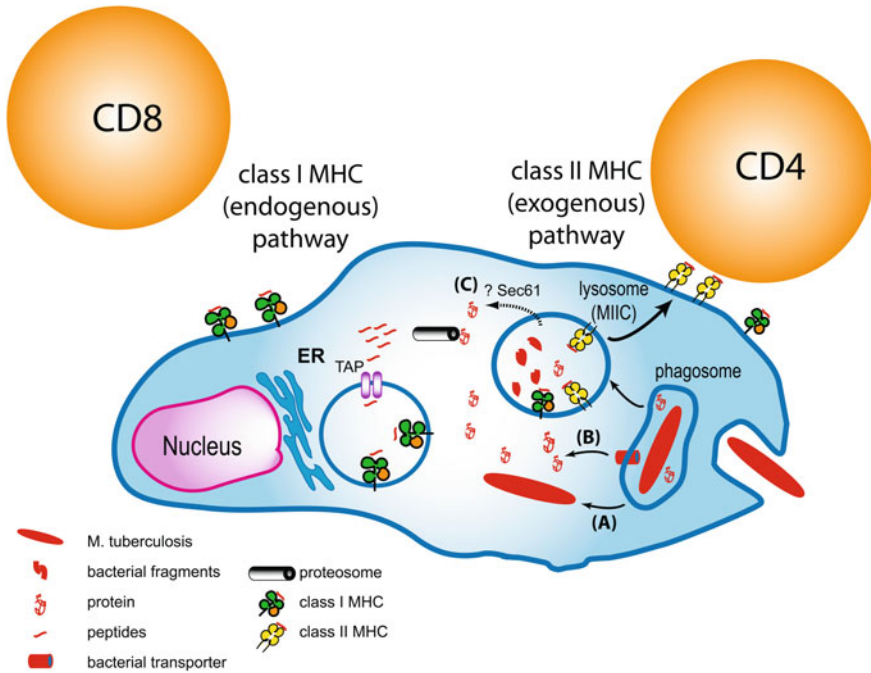 CD8
CD4
class I MHC
(endogenous)
pathway
class II MHC
(exogenous)
pathway
(C)
? Sec61
lysosome
(MIIC)
ER
TAP
phagosome
Nucleus
(B)
(A)
M. tuberculosis
bacterial fragments
protein
peptides
bacterial transporter
proteosome
class I MHC
class II MHC